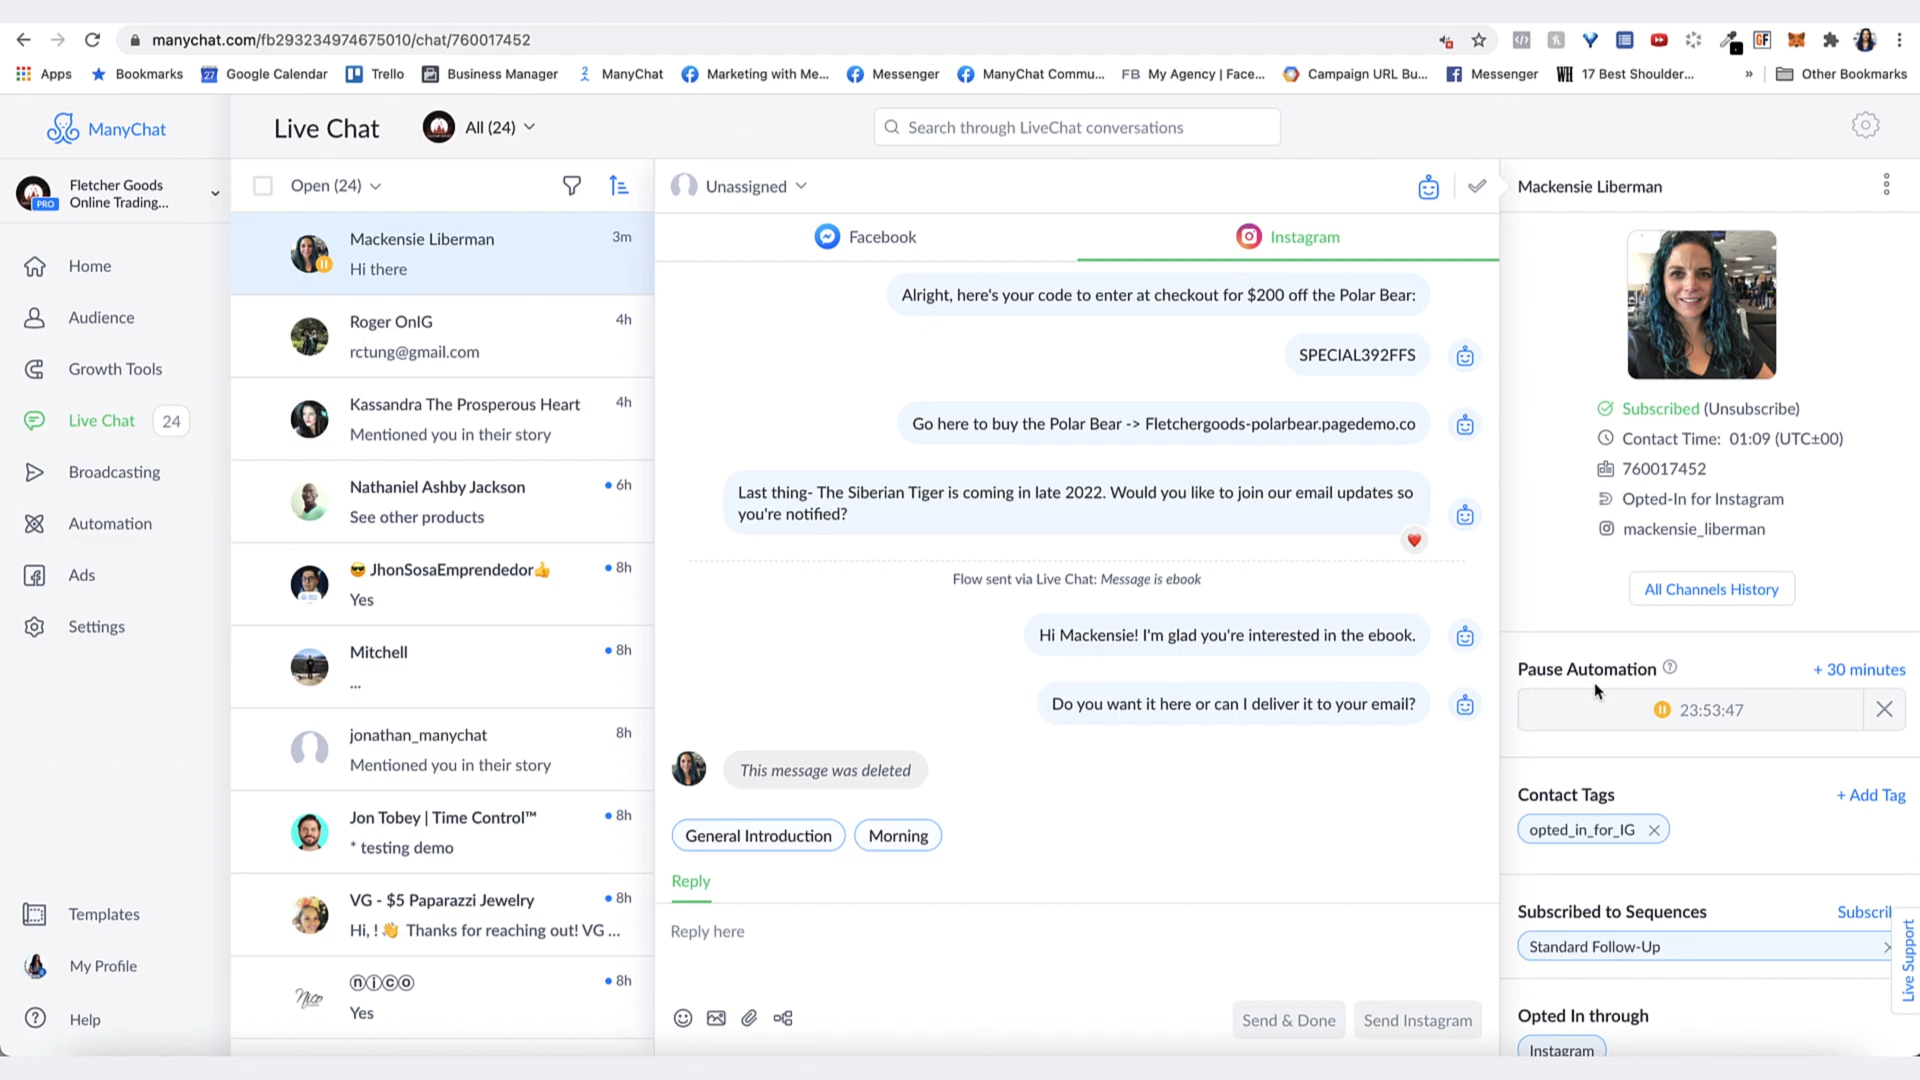 manychat.com/fb293234974675010/chat/760017452
Apps
Bookmarks
27
Google Calendar
Trello
Business Manager
ManyChat
Marketing with Me...
Messenger
ManyChat Commu...
FB My Agency | Face...
Campaign URL Bu...
Messenger
WH 17 Best Shoulder...
»
Other Bookmarks
GF
ManyChat
Live Chat
All (24)
Search through LiveChat conversations
Fletcher Goods
Online Trading...
PRO
Home
Audience
Growth Tools
Live Chat 24
Broadcasting
Automation
Ads
Settings
Templates
My Profile
Help
Open (24)
Mackensie Liberman 3m
Hi there
Roger OnIG 4h
rctung@gmail.com
Kassandra The Prosperous Heart 4h
Mentioned you in their story
Nathaniel Ashby Jackson 6h
See other products
😎 JhonSosaEmprendedor👍 8h
Yes
Mitchell 8h
...
jonathan_manychat 8h
Mentioned you in their story
Jon Tobey | Time Control™ 8h
* testing demo
VG - $5 Paparazzi Jewelry 8h
Hi, ! 👋 Thanks for reaching out! VG ...
Nico
ⓝⓘⓒⓞ 8h
Yes
Unassigned
Facebook
Instagram
Alright, here's your code to enter at checkout for $200 off the Polar Bear:
SPECIAL392FFS
Go here to buy the Polar Bear -> Fletchergoods-polarbear.pagedemo.co
Last thing- The Siberian Tiger is coming in late 2022. Would you like to join our email updates so
you're notified?
❤️
Flow sent via Live Chat: Message is ebook
Hi Mackensie! I'm glad you're interested in the ebook.
Do you want it here or can I deliver it to your email?
This message was deleted
General Introduction
Morning
Reply
Reply here
Send & Done
Send Instagram
Mackensie Liberman
Subscribed (Unsubscribe)
Contact Time: 01:09 (UTC±00)
760017452
Opted-In for Instagram
mackensie_liberman
All Channels History
Pause Automation
+ 30 minutes
23:53:47
Contact Tags
+ Add Tag
opted_in_for_IG
Subscribed to Sequences
Subscri
Standard Follow-Up
Live Support
Opted In through
Instagram